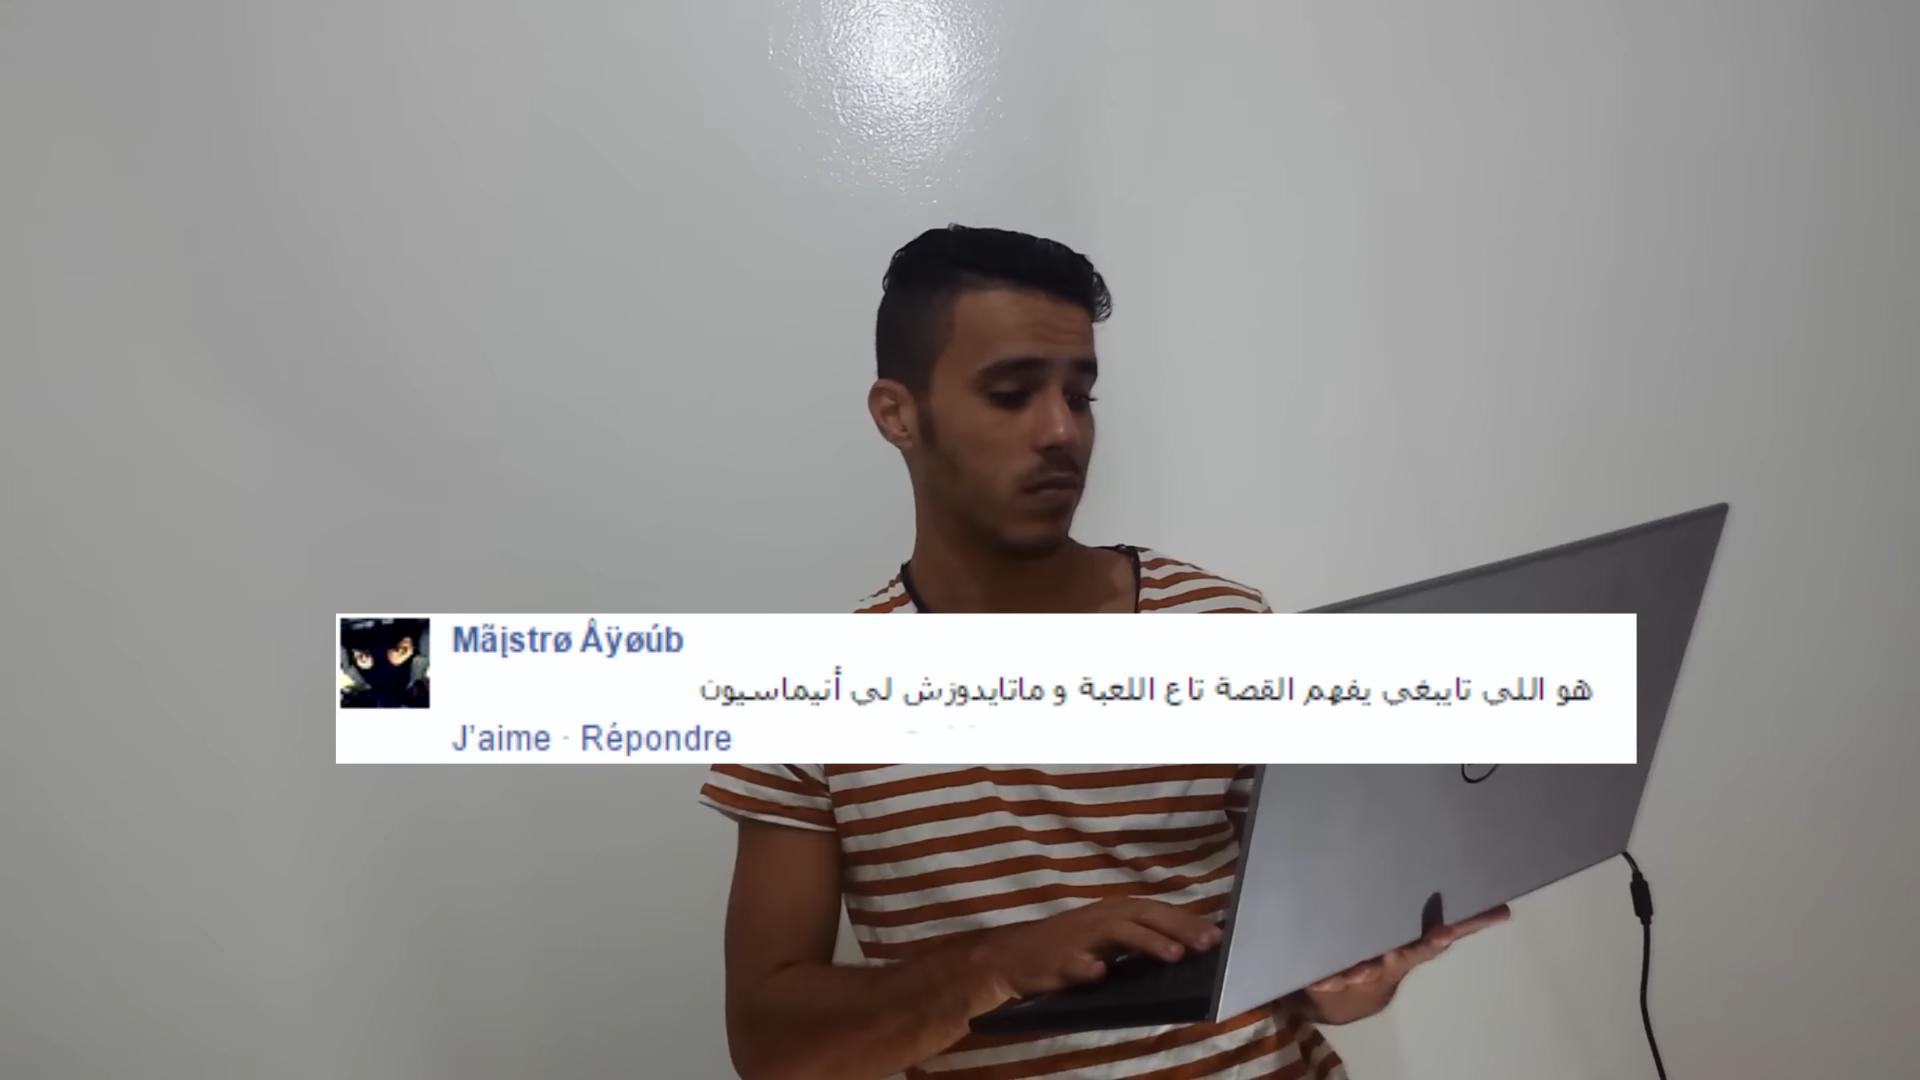 Mãįstrø Åÿøúb
هو اللي تايبغي يفهم القصة تاع اللعبة و ماتايدوزش لي أنيماسيون
J'aime · Répondre